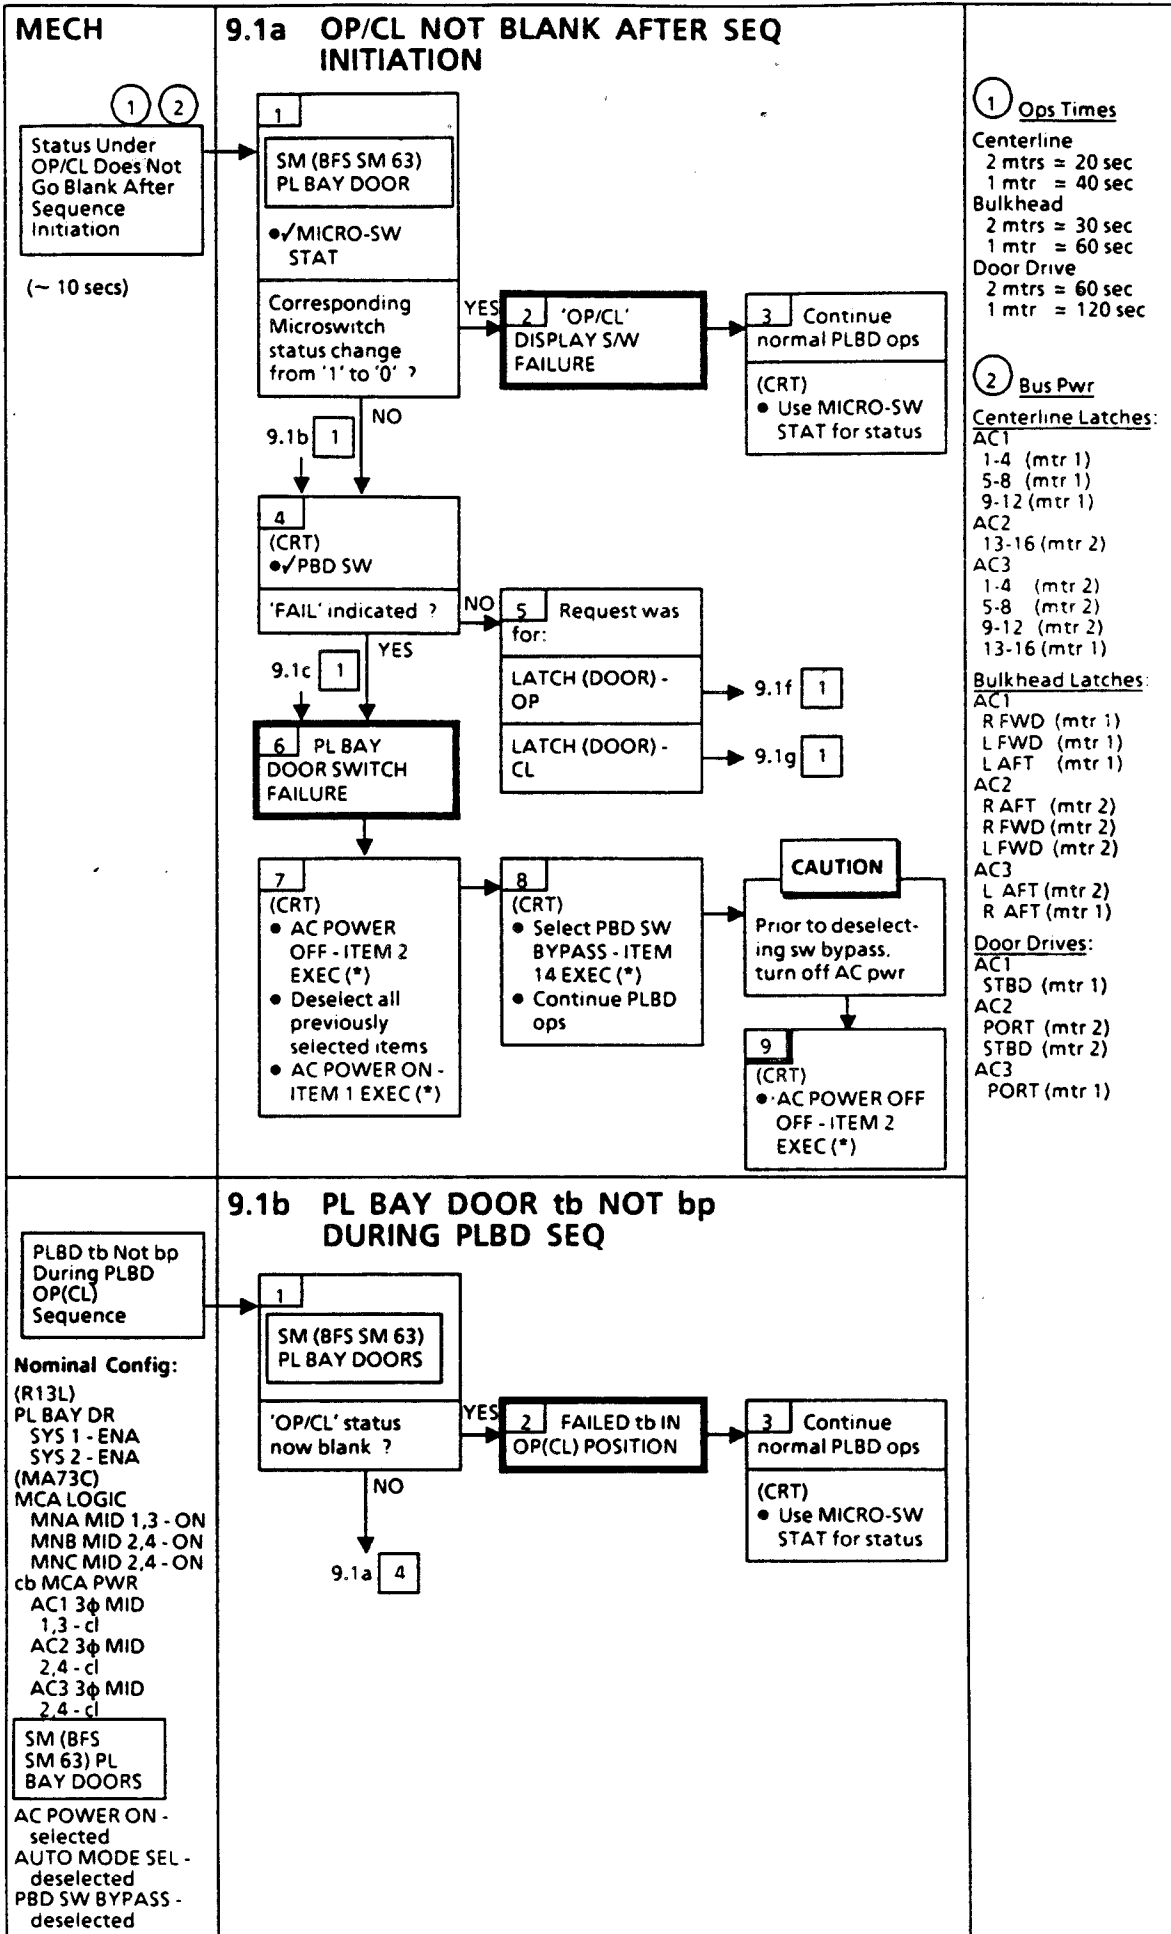 MECH
9.1a OP/CL NOT BLANK AFTER SEQ
INITIATION
1 2
Status Under
OP/CL Does Not
Go Blank After
Sequence
Initiation
(~ 10 secs)
1
SM (BFS SM 63)
PL BAY DOOR
●√MICRO-SW
STAT
Corresponding
Microswitch
status change
from '1' to '0' ?
YES
NO
2 'OP/CL'
DISPLAY S/W
FAILURE
3 Continue
normal PLBD ops
(CRT)
● Use MICRO-SW
STAT for status
9.1b 1
4
(CRT)
●√PBD SW
'FAIL' indicated ?
NO
YES
5 Request was
for:
LATCH (DOOR) -
OP
9.1f 1
LATCH (DOOR) -
CL
9.1g 1
9.1c 1
6 PL BAY
DOOR SWITCH
FAILURE
7
(CRT)
● AC POWER
OFF - ITEM 2
EXEC (*)
● Deselect all
previously
selected items
● AC POWER ON -
ITEM 1 EXEC (*)
8
(CRT)
● Select PBD SW
BYPASS - ITEM
14 EXEC (*)
● Continue PLBD
ops
CAUTION
Prior to deselect-
ing sw bypass,
turn off AC pwr
9
(CRT)
● AC POWER OFF
OFF - ITEM 2
EXEC (*)
1 Ops Times
Centerline
2 mtrs ≃ 20 sec
1 mtr ≃ 40 sec
Bulkhead
2 mtrs ≃ 30 sec
1 mtr ≃ 60 sec
Door Drive
2 mtrs ≃ 60 sec
1 mtr ≃ 120 sec
2 Bus Pwr
Centerline Latches:
AC1
1-4 (mtr 1)
5-8 (mtr 1)
9-12 (mtr 1)
AC2
13-16 (mtr 2)
AC3
1-4 (mtr 2)
5-8 (mtr 2)
9-12 (mtr 2)
13-16 (mtr 1)
Bulkhead Latches:
AC1
R FWD (mtr 1)
L FWD (mtr 1)
L AFT (mtr 1)
AC2
R AFT (mtr 2)
R FWD (mtr 2)
L FWD (mtr 2)
AC3
L AFT (mtr 2)
R AFT (mtr 1)
Door Drives:
AC1
STBD (mtr 1)
AC2
PORT (mtr 2)
STBD (mtr 2)
AC3
PORT (mtr 1)
9.1b PL BAY DOOR tb NOT bp
DURING PLBD SEQ
PLBD tb Not bp
During PLBD
OP(CL)
Sequence
Nominal Config:
(R13L)
PL BAY DR
SYS 1 - ENA
SYS 2 - ENA
(MA73C)
MCA LOGIC
MNA MID 1,3 - ON
MNB MID 2,4 - ON
MNC MID 2,4 - ON
cb MCA PWR
AC1 3ϕ MID
1,3 - cl
AC2 3ϕ MID
2,4 - cl
AC3 3ϕ MID
2,4 - cl
SM (BFS
SM 63) PL
BAY DOORS
AC POWER ON -
selected
AUTO MODE SEL -
deselected
PBD SW BYPASS -
deselected
1
SM (BFS SM 63)
PL BAY DOORS
'OP/CL' status
now blank ?
YES
NO
9.1a 4
2 FAILED tb IN
OP(CL) POSITION
3 Continue
normal PLBD ops
(CRT)
● Use MICRO-SW
STAT for status